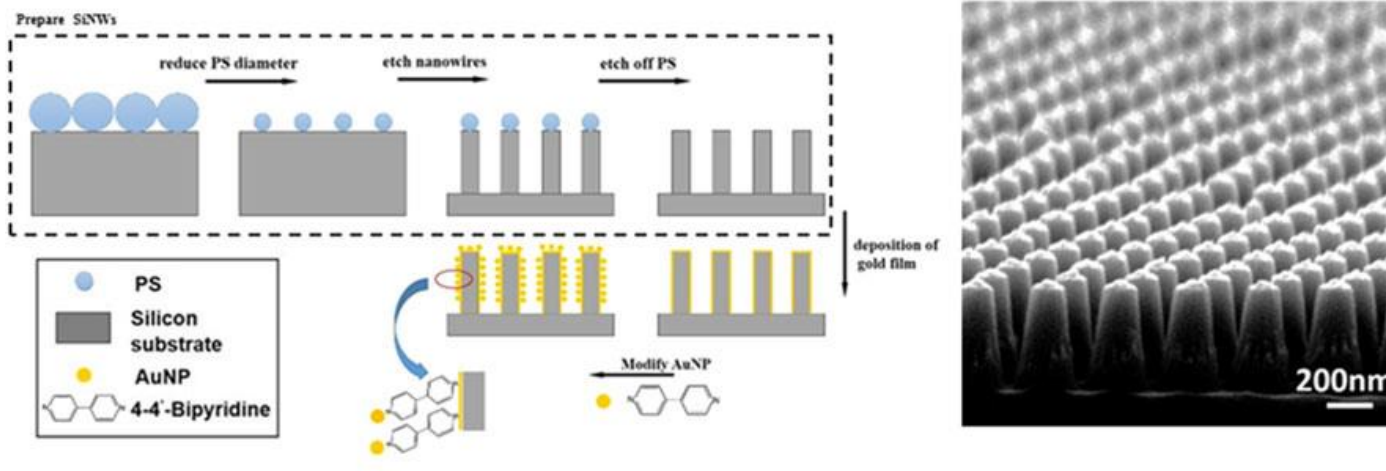 Prepare SiNWs
reduce PS diameter
etch nanowires
etch off PS
deposition of
gold film
PS
Silicon
substrate
AuNP
4-4'-Bipyridine
N
N
Modify AuNP
N
N
200nm